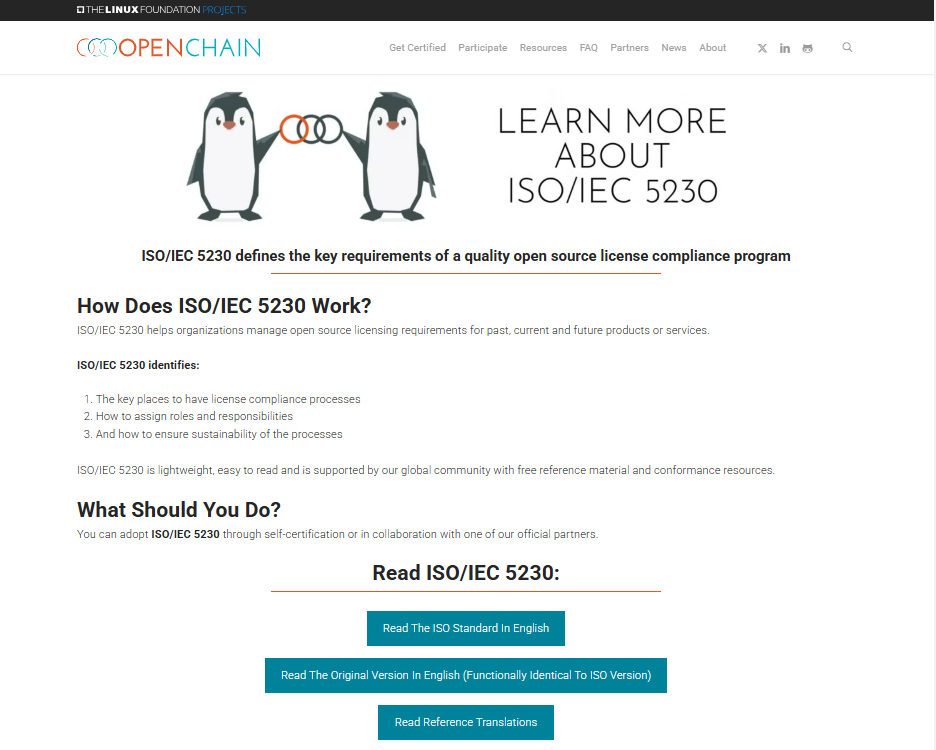 THE LINUX FOUNDATION PROJECTS
OPENCHAIN
Get Certified Participate Resources FAQ Partners News About
LEARN MORE
ABOUT
ISO/IEC 5230
ISO/IEC 5230 defines the key requirements of a quality open source license compliance program
How Does ISO/IEC 5230 Work?
ISO/IEC 5230 helps organizations manage open source licensing requirements for past, current and future products or services.
ISO/IEC 5230 identifies:
1. The key places to have license compliance processes
2. How to assign roles and responsibilities
3. And how to ensure sustainability of the processes
ISO/IEC 5230 is lightweight, easy to read and is supported by our global community with free reference material and conformance resources.
What Should You Do?
You can adopt ISO/IEC 5230 through self-certification or in collaboration with one of our official partners.
Read ISO/IEC 5230:
Read The ISO Standard In English
Read The Original Version In English (Functionally Identical To ISO Version)
Read Reference Translations